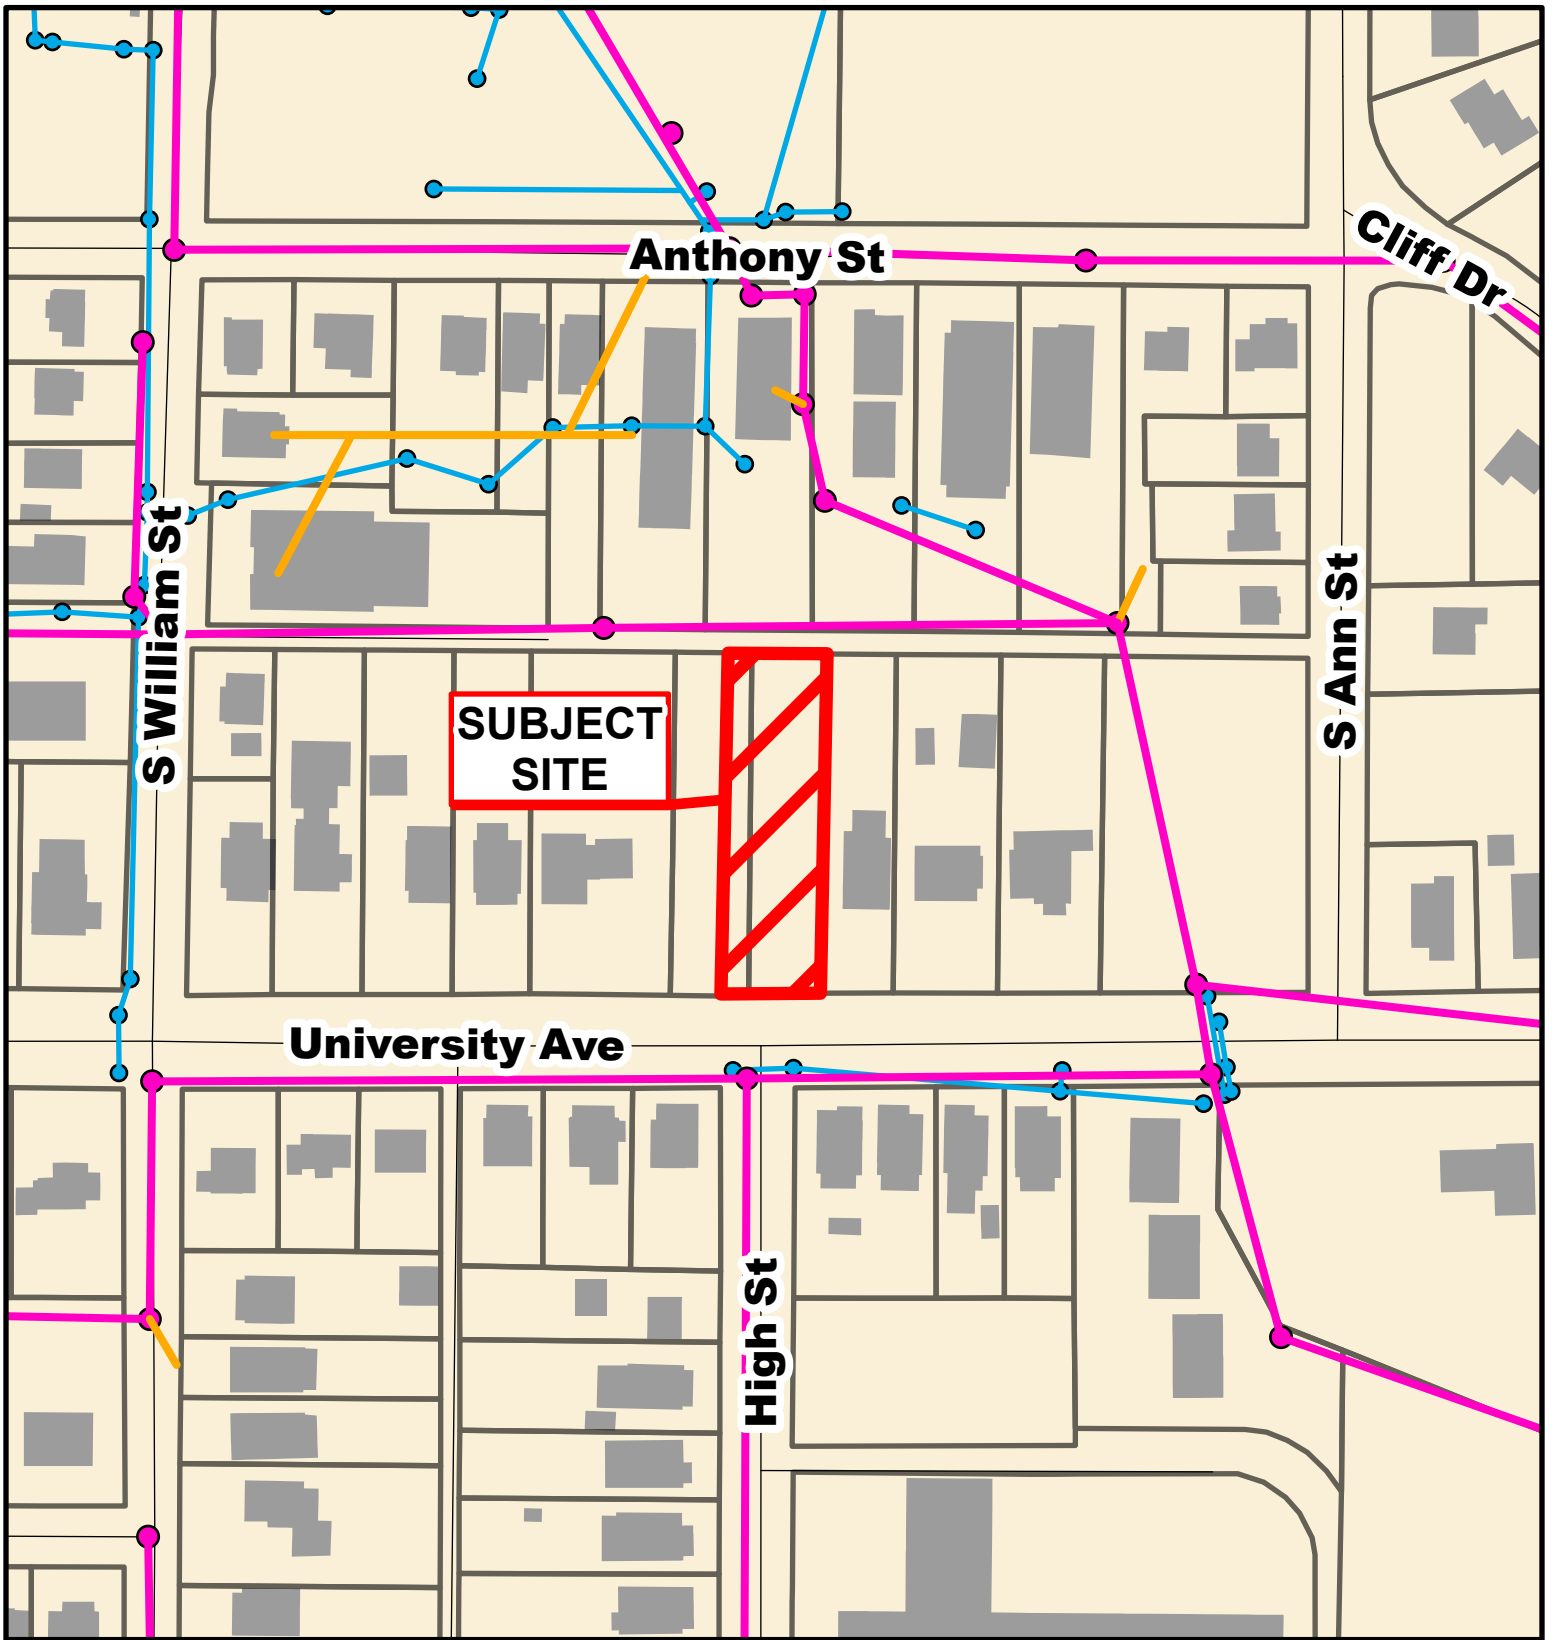 Anthony St
Cliff Dr
S William St
S Ann St
SUBJECT
SITE
University Ave
High St